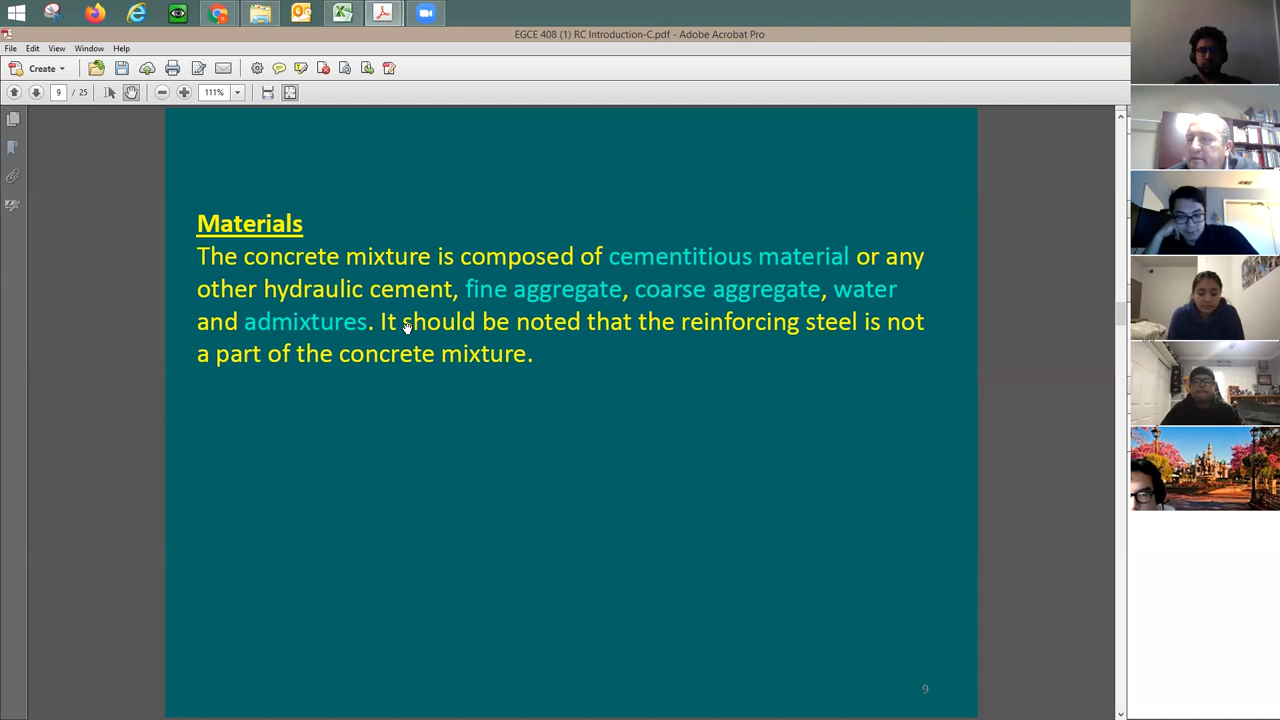 EGCE 408 (1) RC Introduction-C.pdf - Adobe Acrobat Pro
File Edit View Window Help
Create
9 / 25 111%
Materials
The concrete mixture is composed of cementitious material or any
other hydraulic cement, fine aggregate, coarse aggregate, water
and admixtures. It should be noted that the reinforcing steel is not
a part of the concrete mixture.
9